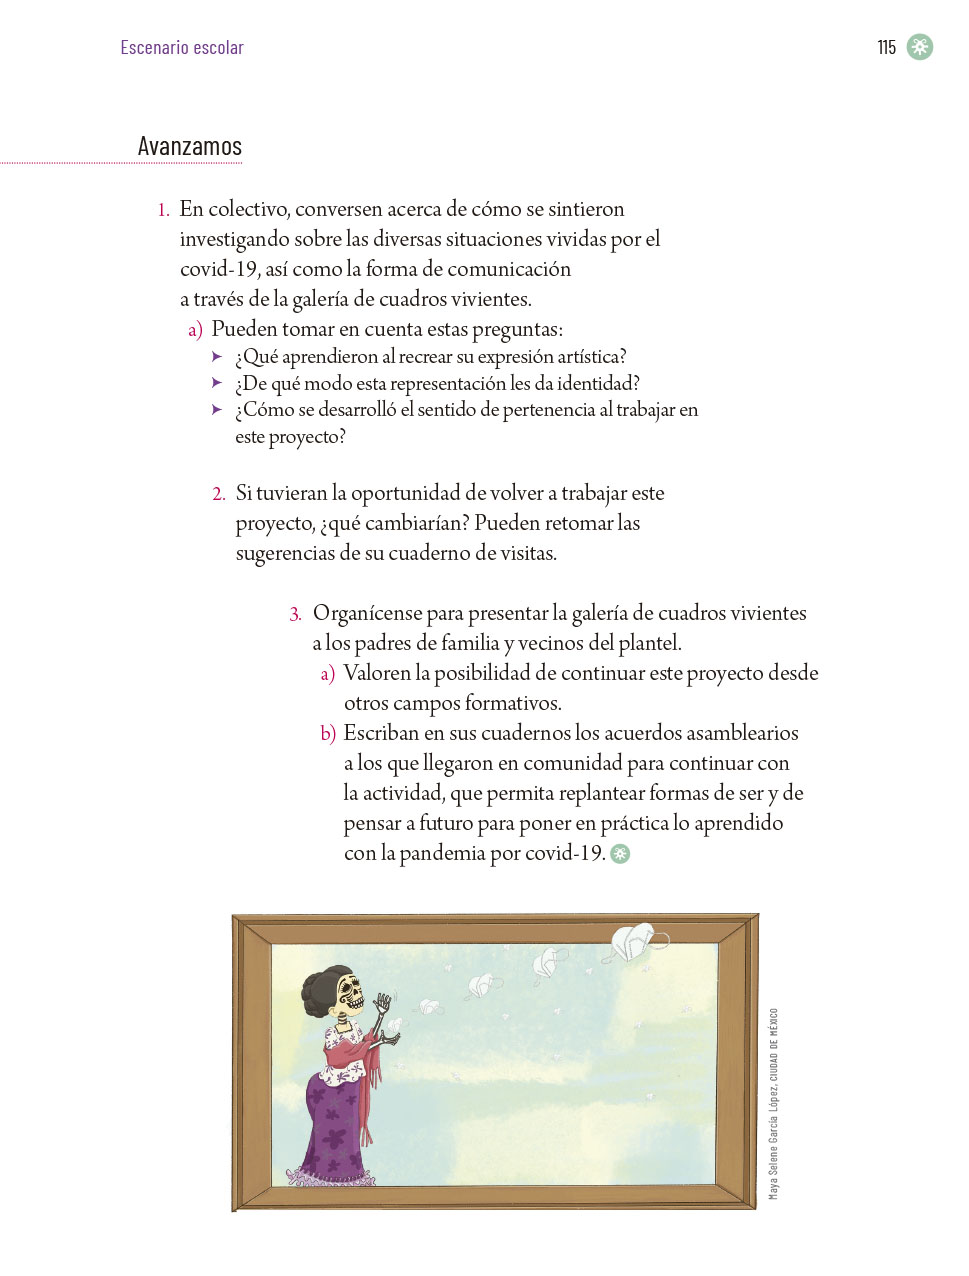 Escenario escolar
115
Avanzamos
1. En colectivo, conversen acerca de cómo se sintieron
investigando sobre las diversas situaciones vividas por el
covid-19, así como la forma de comunicación
a través de la galería de cuadros vivientes.
a) Pueden tomar en cuenta estas preguntas:
➤ ¿Qué aprendieron al recrear su expresión artística?
➤ ¿De qué modo esta representación les da identidad?
➤ ¿Cómo se desarrolló el sentido de pertenencia al trabajar en
este proyecto?
2. Si tuvieran la oportunidad de volver a trabajar este
proyecto, ¿qué cambiarían? Pueden retomar las
sugerencias de su cuaderno de visitas.
3. Organícense para presentar la galería de cuadros vivientes
a los padres de familia y vecinos del plantel.
a) Valoren la posibilidad de continuar este proyecto desde
otros campos formativos.
b) Escriban en sus cuadernos los acuerdos asamblearios
a los que llegaron en comunidad para continuar con
la actividad, que permita replantear formas de ser y de
pensar a futuro para poner en práctica lo aprendido
con la pandemia por covid-19.
Maya Selene García López, CIUDAD DE MÉXICO